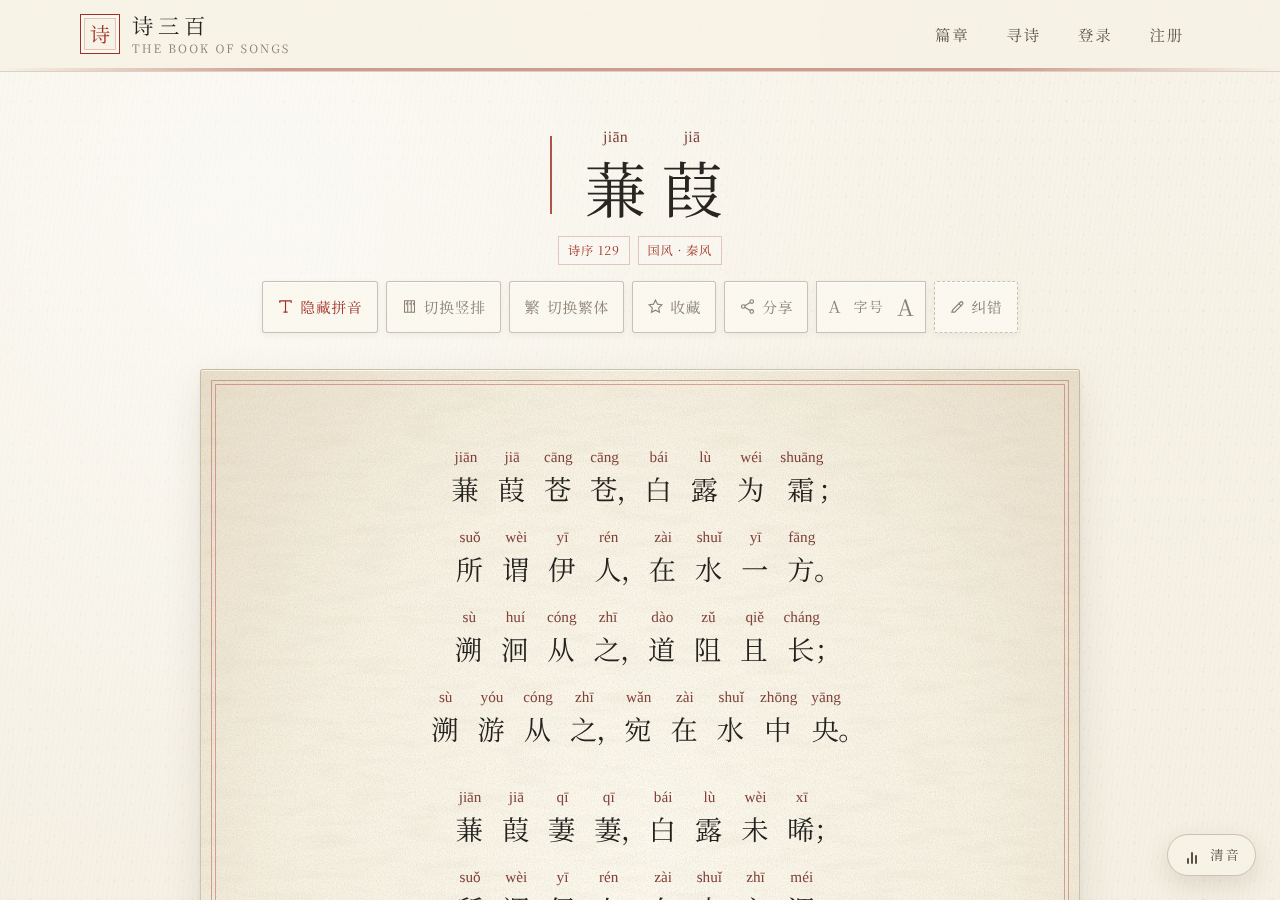 诗
诗三百
THE BOOK OF SONGS
篇章 寻诗 登录 注册
jiān jiā
蒹葭
诗序 129 国风 · 秦风
隐藏拼音 切换竖排 繁 切换繁体 收藏 分享 A 字号 A 纠错
jiān jiā cāng cāng bái lù wéi shuāng
蒹葭苍苍，白露为霜；
suǒ wèi yī rén zài shuǐ yī fāng
所谓伊人，在水一方。
sù huí cóng zhī dào zǔ qiě cháng
溯洄从之，道阻且长；
sù yóu cóng zhī wǎn zài shuǐ zhōng yāng
溯游从之，宛在水中央。
jiān jiā qī qī bái lù wèi xī
蒹葭萋萋，白露未晞；
suǒ wèi yī rén zài shuǐ zhī méi
清音